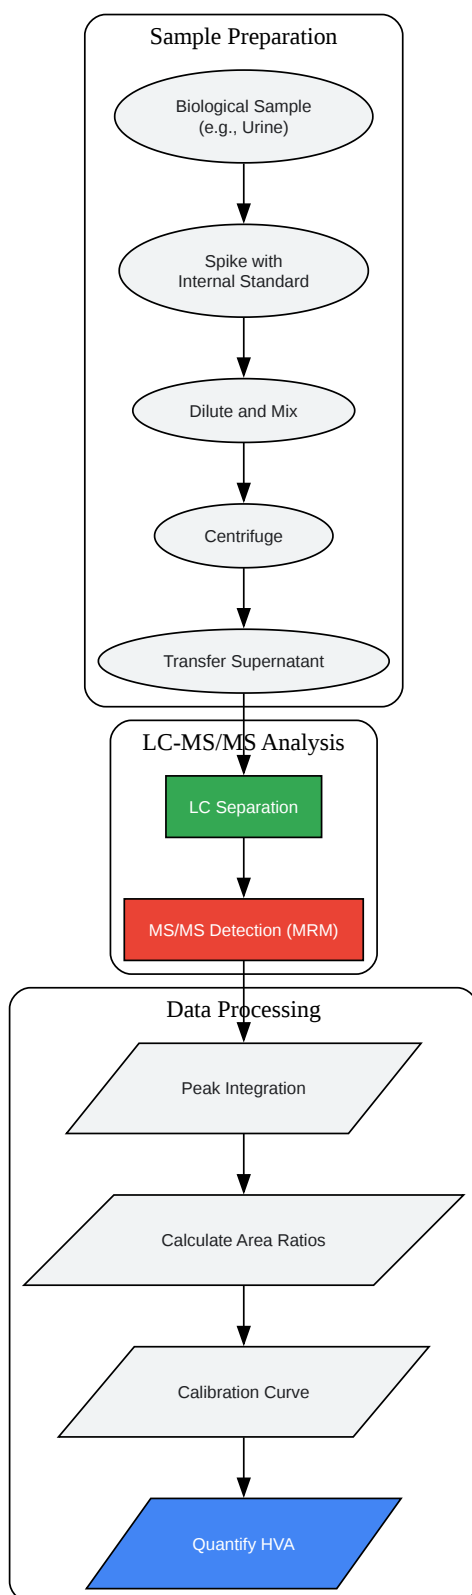 Sample Preparation
Biological Sample
(e.g., Urine)
Spike with
Internal Standard
Dilute and Mix
Centrifuge
Transfer Supernatant
LC-MS/MS Analysis
LC Separation
MS/MS Detection (MRM)
Data Processing
Peak Integration
Calculate Area Ratios
Calibration Curve
Quantify HVA